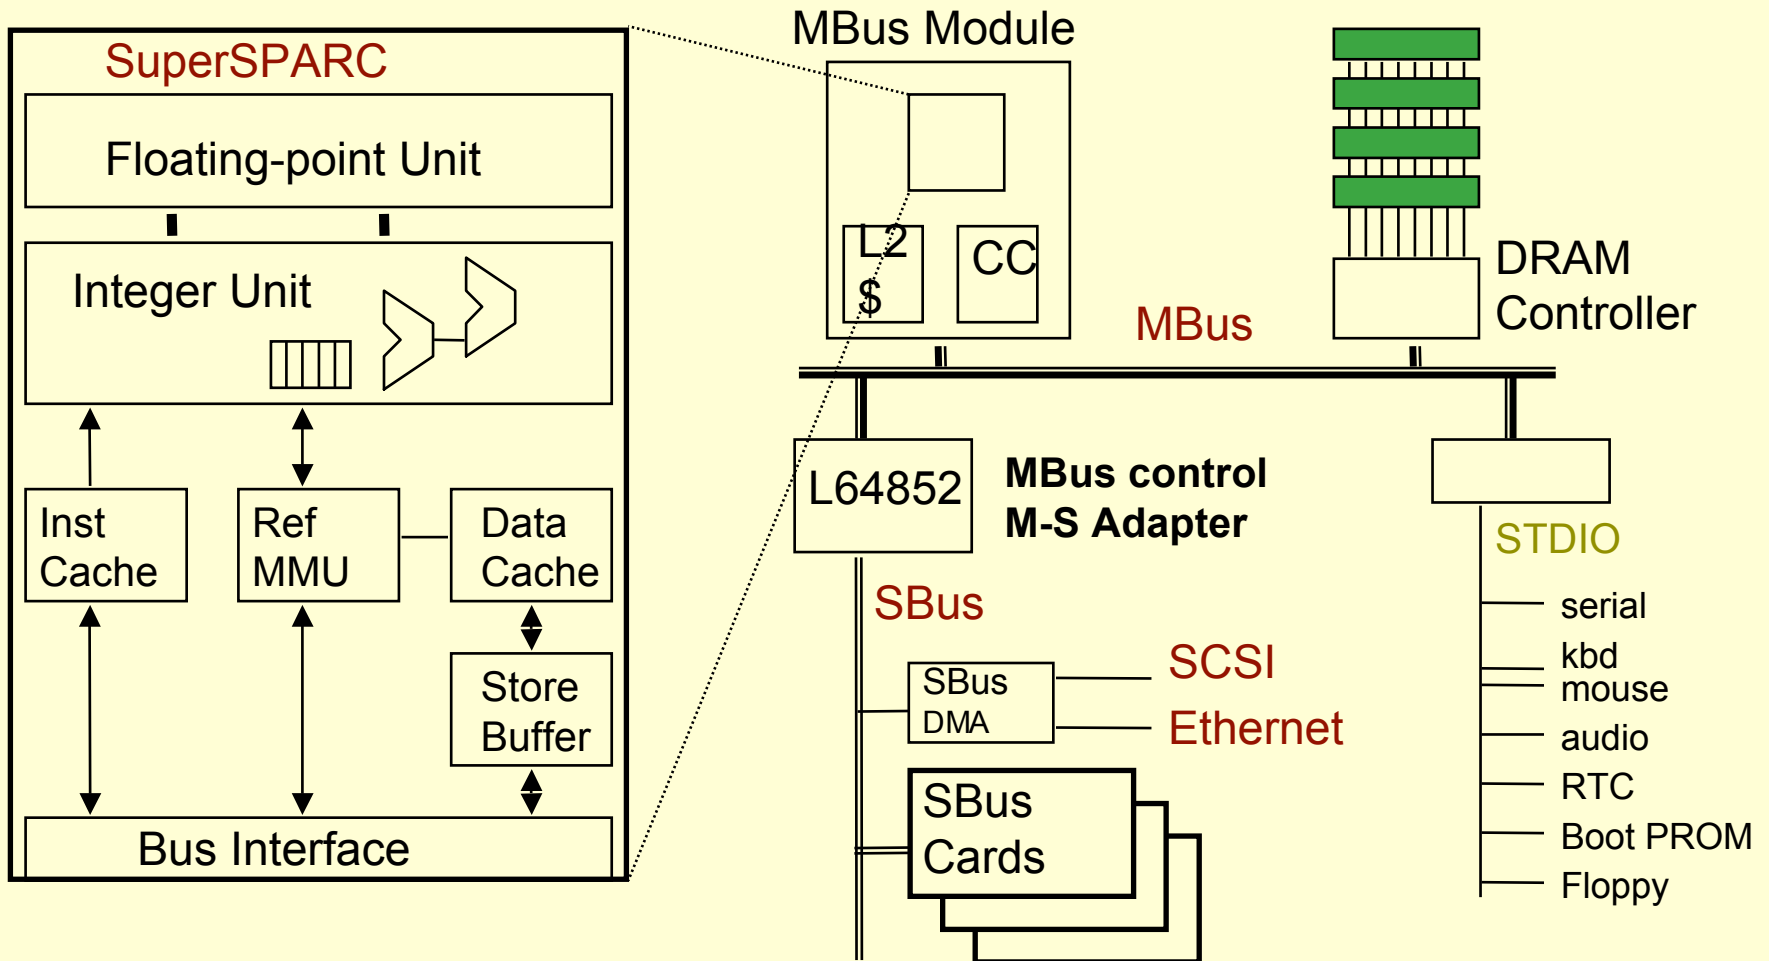 SuperSPARC
Floating-point Unit
Integer Unit
Inst
Cache
Ref
MMU
Data
Cache
Store
Buffer
Bus Interface
MBus Module
L2
$
CC
MBus
DRAM
Controller
L64852
MBus control
M-S Adapter
STDIO
SBus
SBus
DMA
SCSI
Ethernet
SBus
Cards
serial
kbd
mouse
audio
RTC
Boot PROM
Floppy